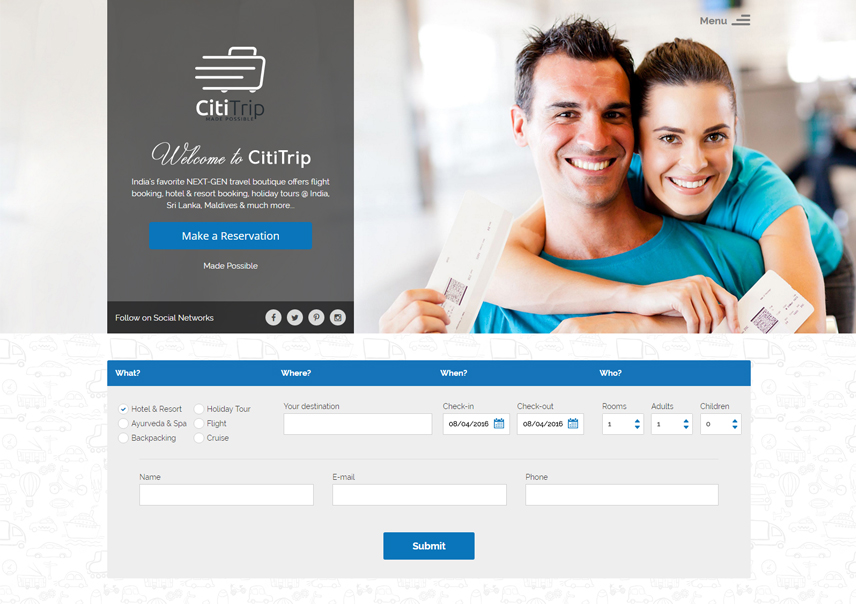 Menu
CitiTrip
MADE POSSIBLE
Welcome to CitiTrip
India's favorite NEXT-GEN travel boutique offers flight
booking, hotel & resort booking, holiday tours @ India,
Sri Lanka, Maldives & much more...
Make a Reservation
Made Possible
Follow on Social Networks
What? Where? When? Who?
Hotel & Resort Holiday Tour
Ayurveda & Spa Flight
Backpacking Cruise
Your destination
Check-in Check-out
08/04/2016 08/04/2016
Rooms Adults Children
1 1 0
Name E-mail Phone
Submit